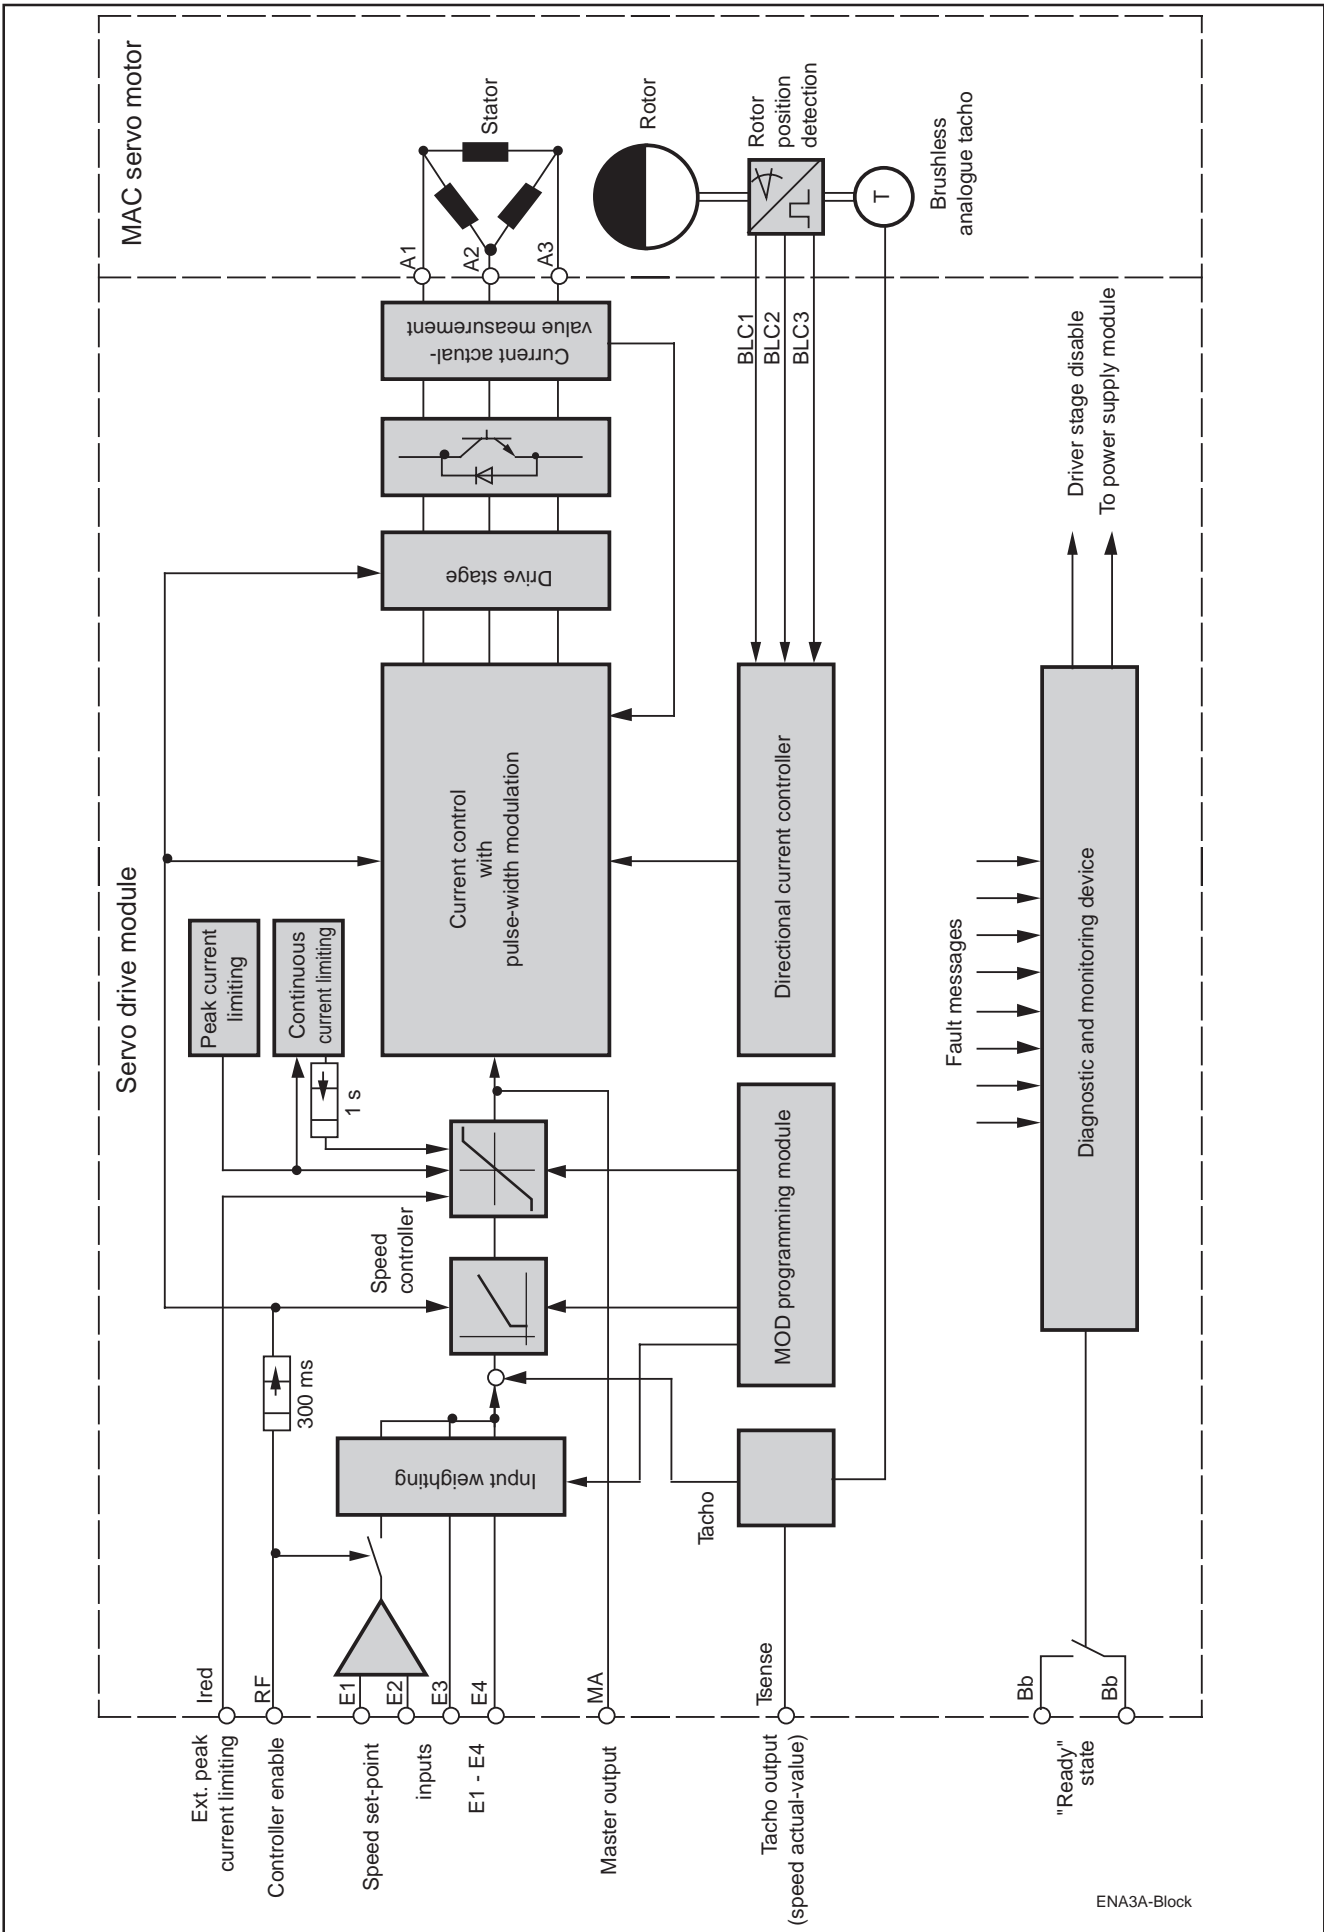 Servo drive module
MAC servo motor
Ext. peak
current limiting
Ired
Controller enable
RF
300 ms
Speed set-point
inputs
E1 - E4
E1
E2
E3
E4
Input weighting
Speed
controller
Peak current
limiting
Continuous
current limiting
1 s
Current control
with
pulse-width modulation
Drive stage
Current actual-
value measurement
A1
A2
A3
Stator
Rotor
Rotor
position
detection
Brushless
analogue tacho
T
BLC1
BLC2
BLC3
Master output
MA
MOD programming module
Directional current controller
Tacho output
(speed actual-value)
Tsense
Tacho
Fault messages
Diagnostic and monitoring device
Driver stage disable
To power supply module
"Ready"
state
Bb
Bb
ENA3A-Block